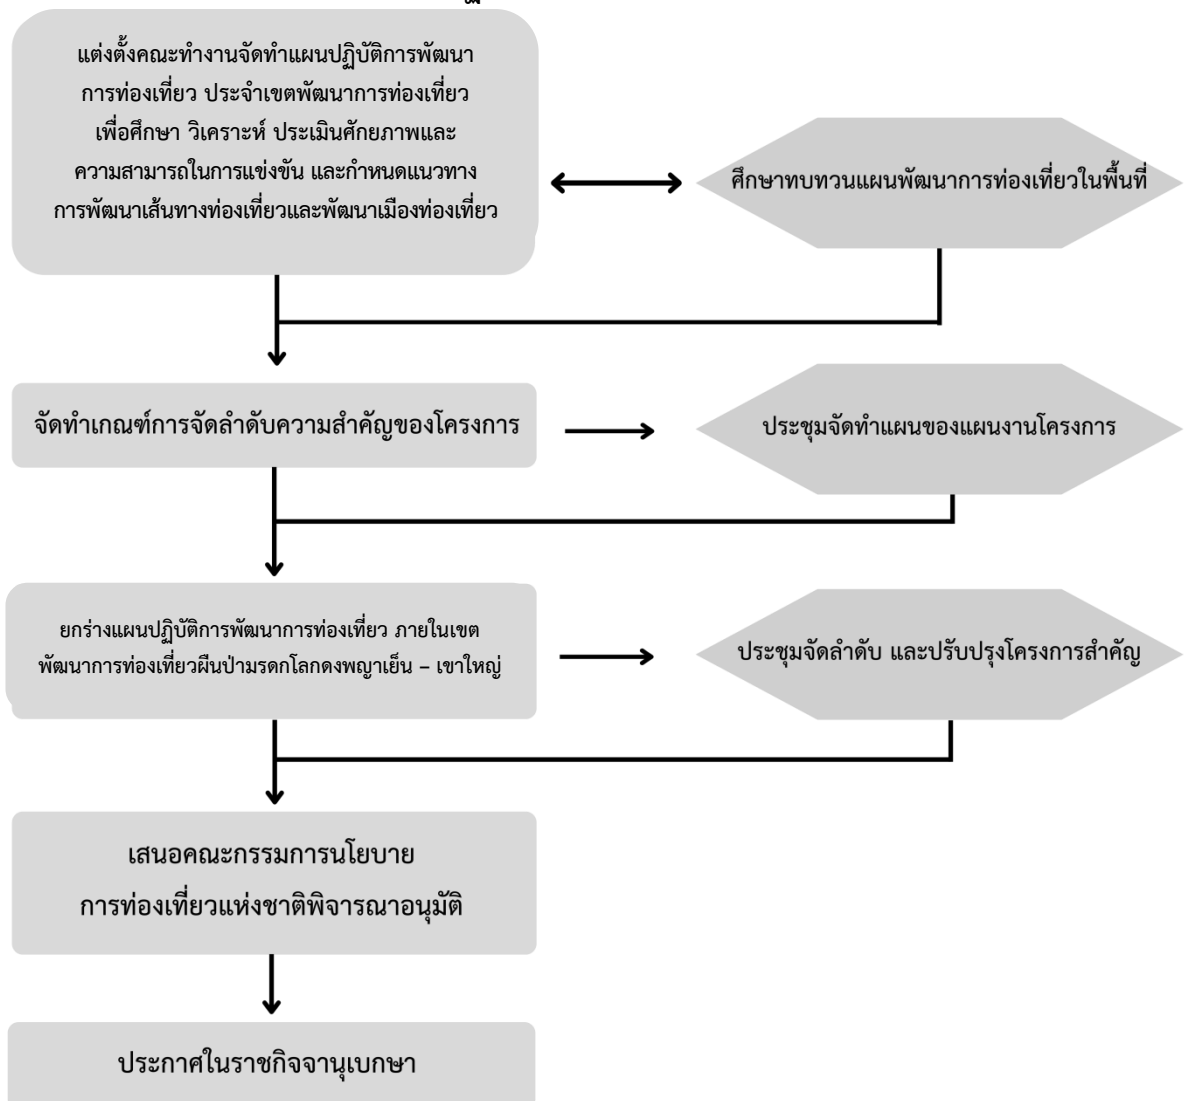 แต่งตั้งคณะทำงานจัดทำแผนปฏิบัติการพัฒนา
การท่องเที่ยว ประจำเขตพัฒนาการท่องเที่ยว
เพื่อศึกษา วิเคราะห์ ประเมินศักยภาพและ
ความสามารถในการแข่งขัน และกำหนดแนวทาง
การพัฒนาเส้นทางท่องเที่ยวและพัฒนาเมืองท่องเที่ยว
ศึกษาทบทวนแผนพัฒนาการท่องเที่ยวในพื้นที่
จัดทำเกณฑ์การจัดลำดับความสำคัญของโครงการ
ประชุมจัดทำแผนของแผนงานโครงการ
ยกร่างแผนปฏิบัติการพัฒนาการท่องเที่ยว ภายในเขต
พัฒนาการท่องเที่ยวผืนป่ามรดกโลกดงพญาเย็น – เขาใหญ่
ประชุมจัดลำดับ และปรับปรุงโครงการสำคัญ
เสนอคณะกรรมการนโยบาย
การท่องเที่ยวแห่งชาติพิจารณาอนุมัติ
ประกาศในราชกิจจานุเบกษา